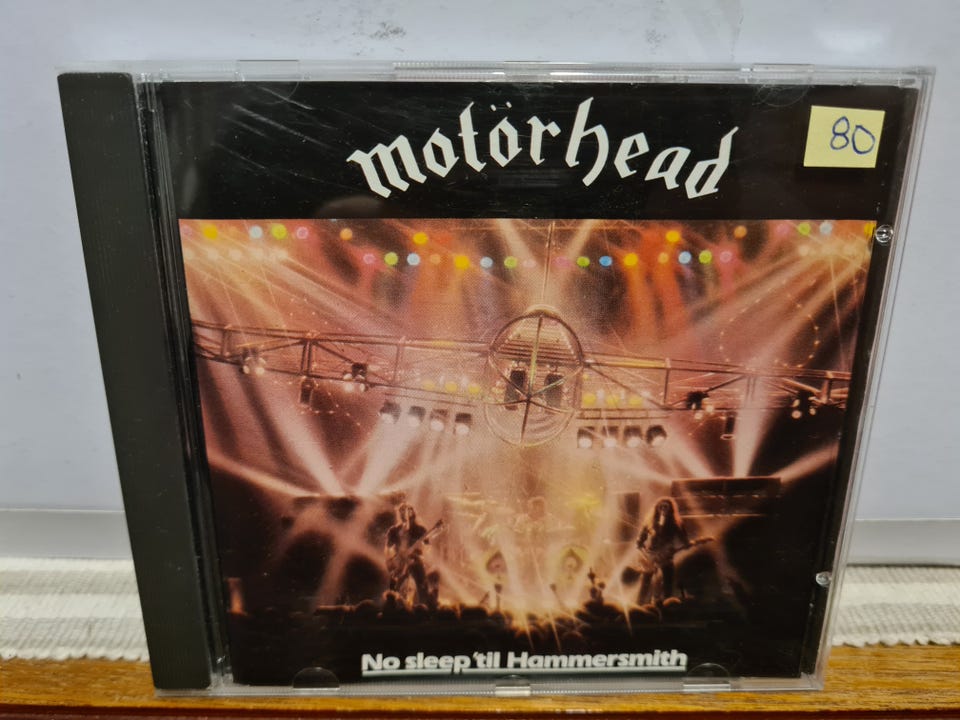 motörhead
80
No sleep 'til Hammersmith